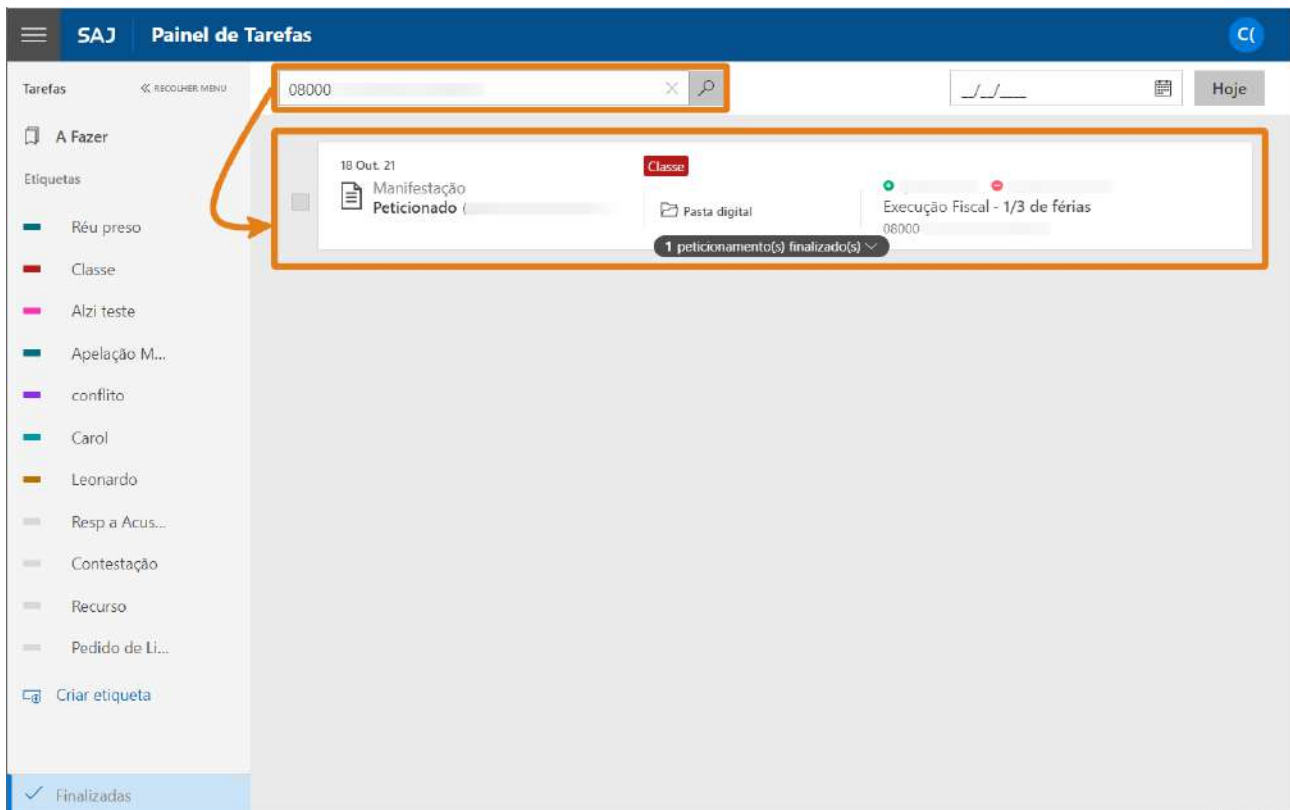 SAJ Painel de Tarefas C(
Tarefas << RECOLHER MENU
08000
_/_/__ Hoje
A Fazer
Etiquetas
Réu preso
Classe
Alzi teste
Apelação M...
conflito
Carol
Leonardo
Resp a Acus...
Contestação
Recurso
Pedido de Li...
Criar etiqueta
Finalizadas
18 Out. 21
Manifestação
Peticionado (
Classe
Pasta digital
Execução Fiscal - 1/3 de férias
08000
1 peticionamento(s) finalizado(s)